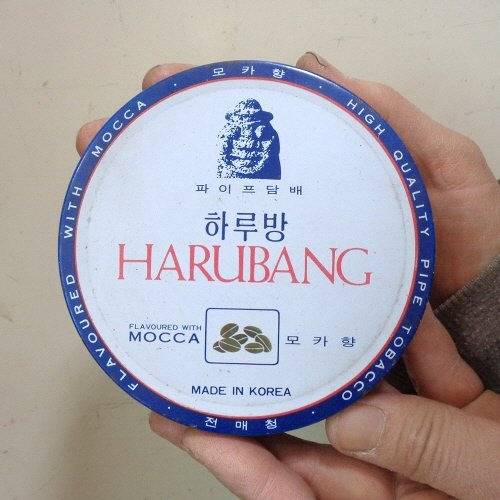 모카향
FLAVOURED WITH MOCCA · HIGH QUALITY PIPE TOBACCO
파이프담배
하루방
HARUBANG
FLAVOURED WITH
MOCCA
모카향
MADE IN KOREA
전매청